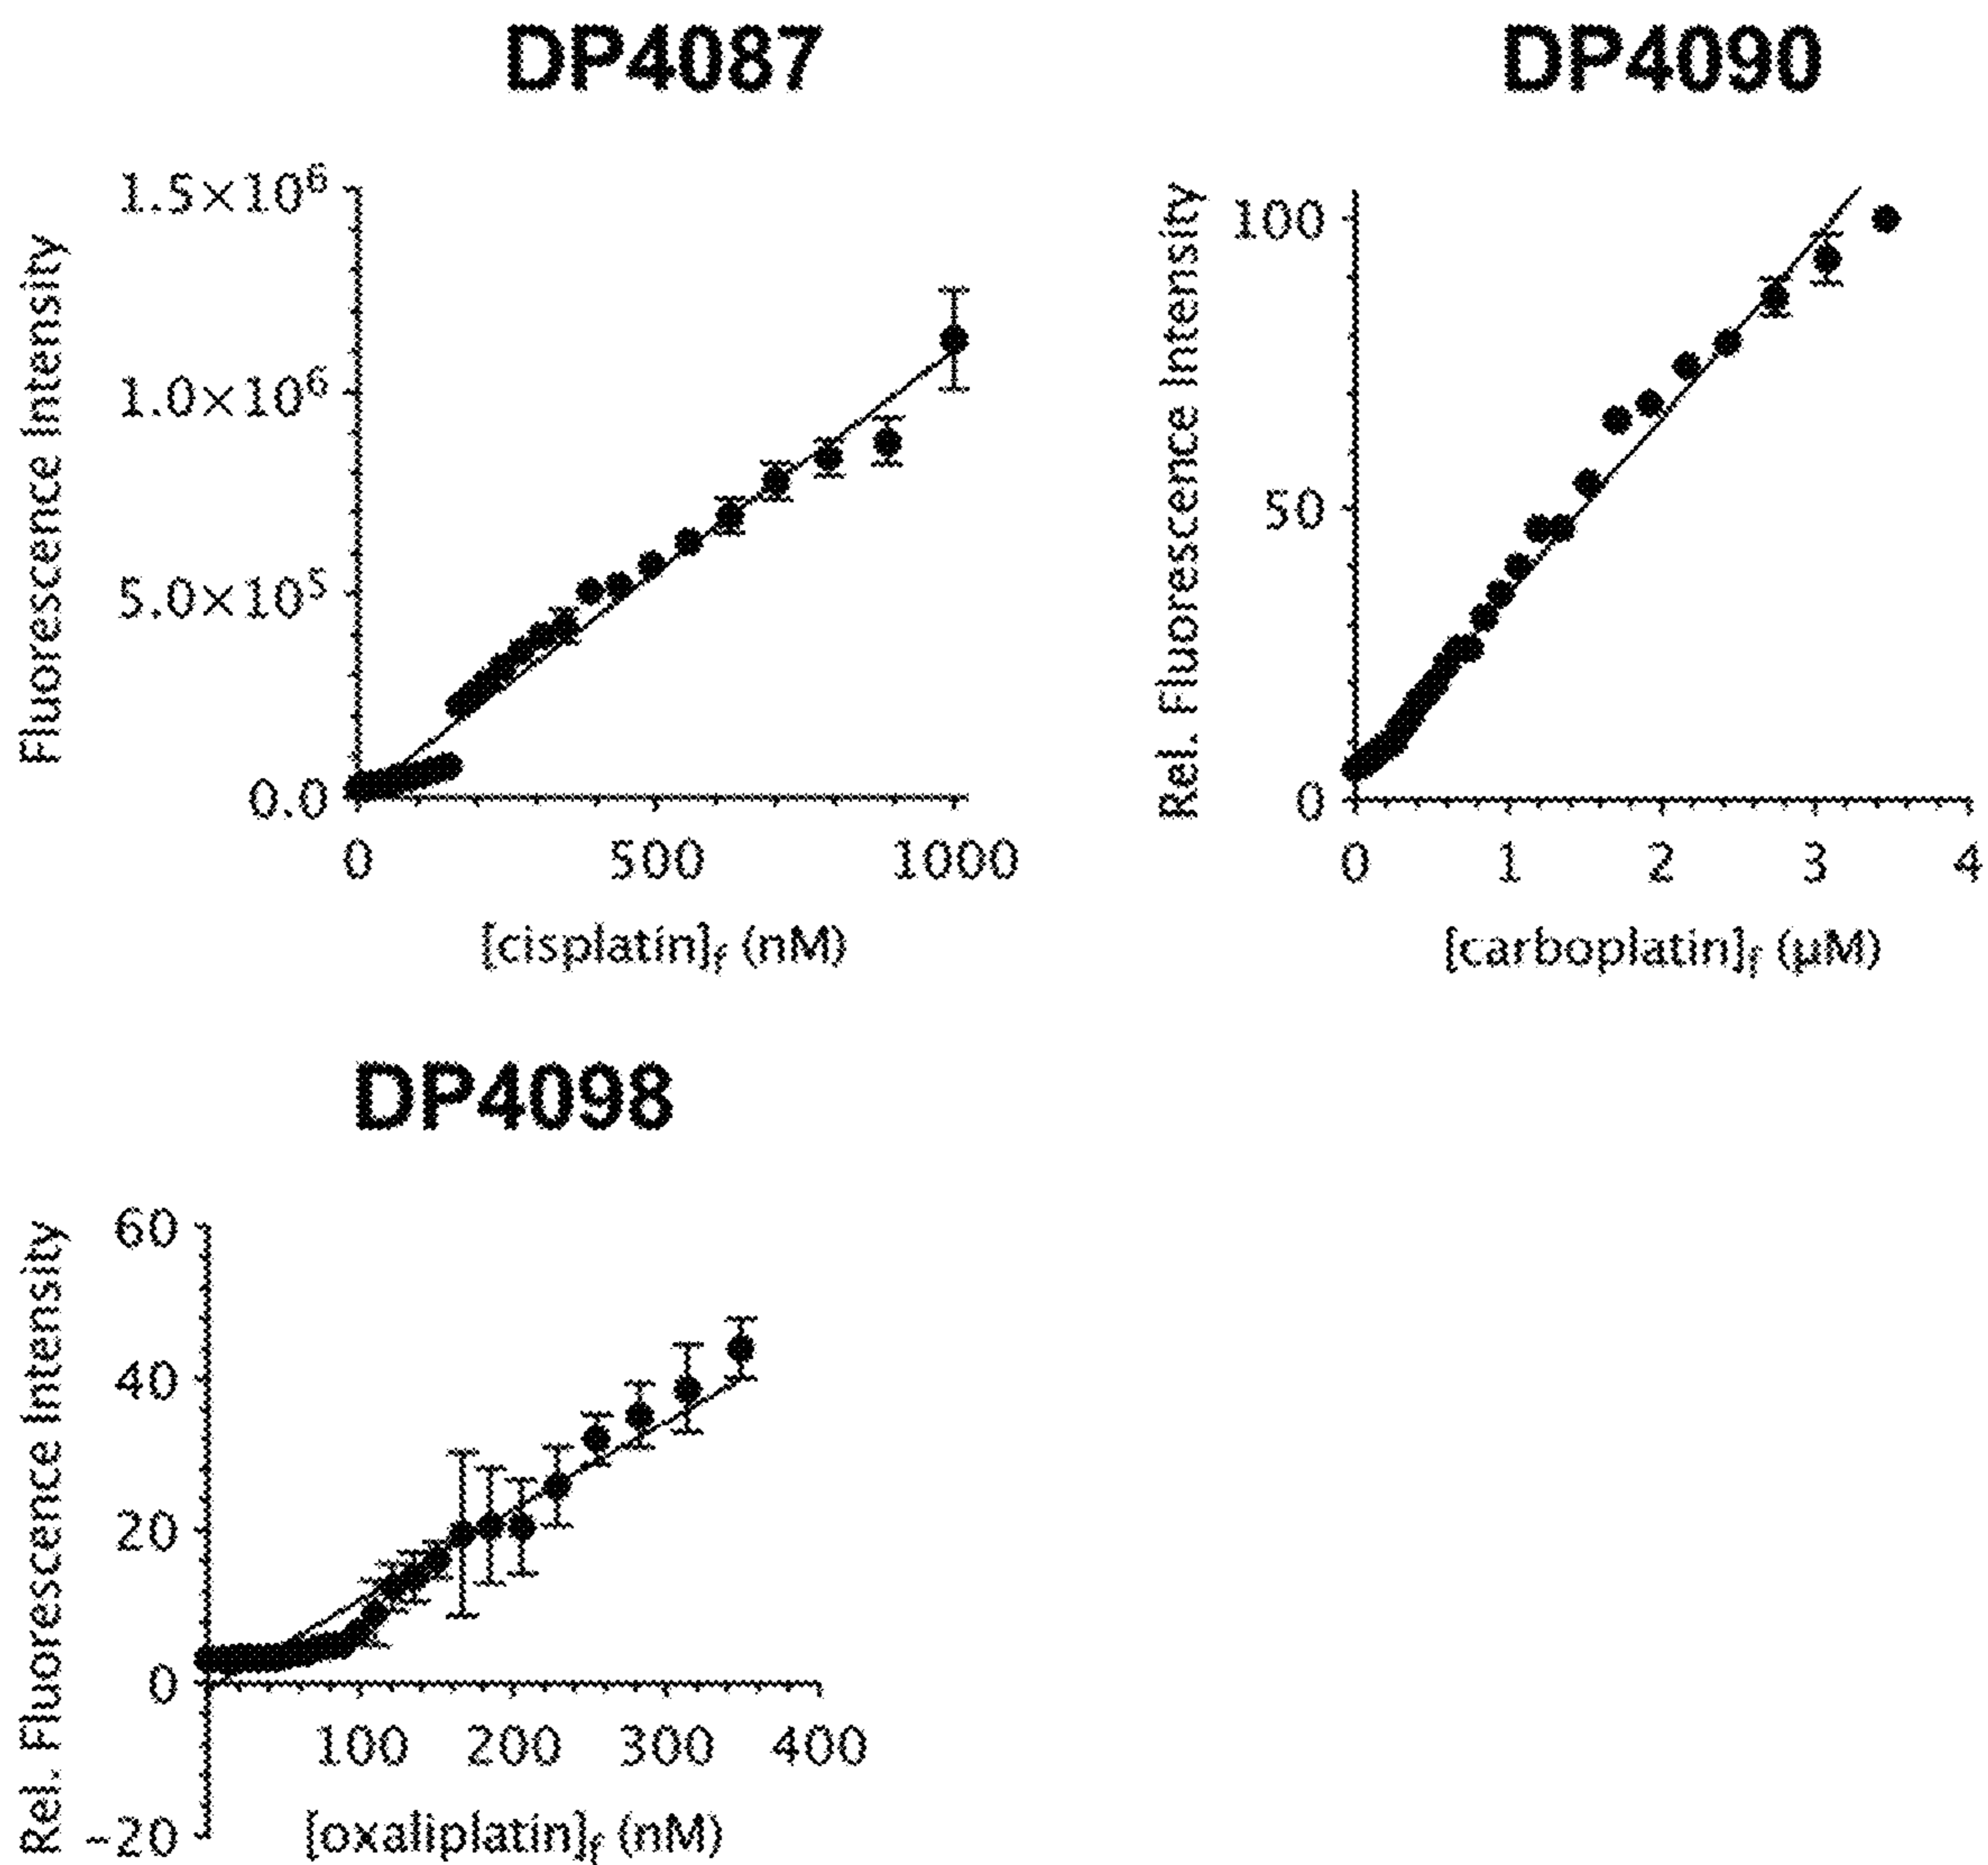 DP4087
Fluorescence Intensity
1.5×10⁶
1.0×10⁶
5.0×10⁵
0.0
0 500 1000
[cisplatin]f (nM)
DP4090
Rel. Fluorescence Intensity
100
50
0
0 1 2 3 4
[carboplatin]f (μM)
DP4098
Rel. Fluorescence Intensity
60
40
20
0
-20
100 200 300 400
[oxaliplatin]f (nM)